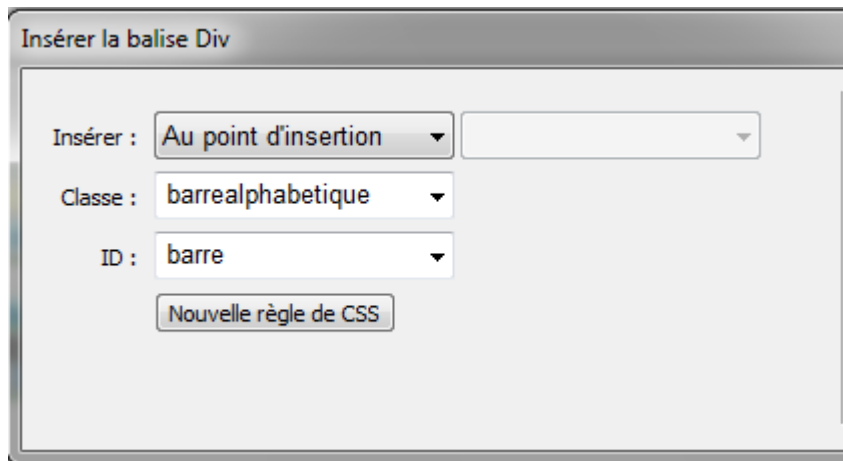 Insérer la balise Div
Insérer : Au point d'insertion
Classe : barrealphabetique
ID : barre
Nouvelle règle de CSS